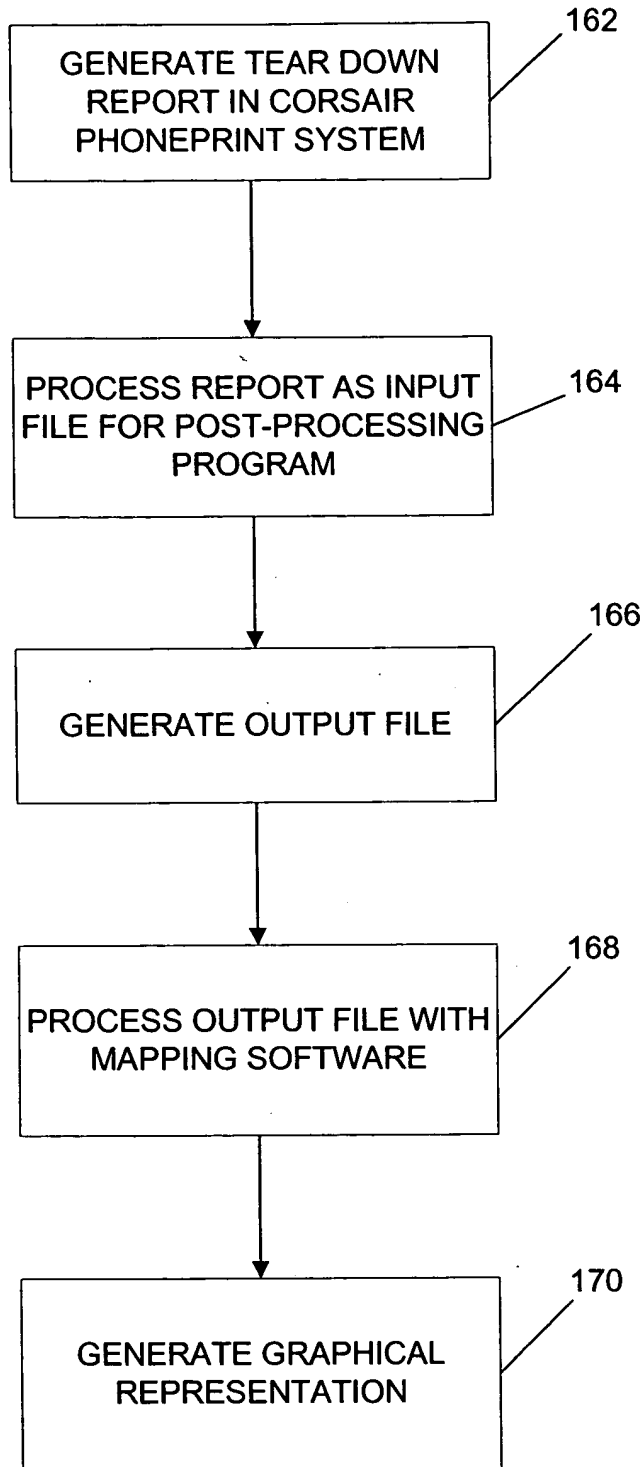 162
GENERATE TEAR DOWN
REPORT IN CORSAIR
PHONEPRINT SYSTEM
164
PROCESS REPORT AS INPUT
FILE FOR POST-PROCESSING
PROGRAM
166
GENERATE OUTPUT FILE
168
PROCESS OUTPUT FILE WITH
MAPPING SOFTWARE
170
GENERATE GRAPHICAL
REPRESENTATION